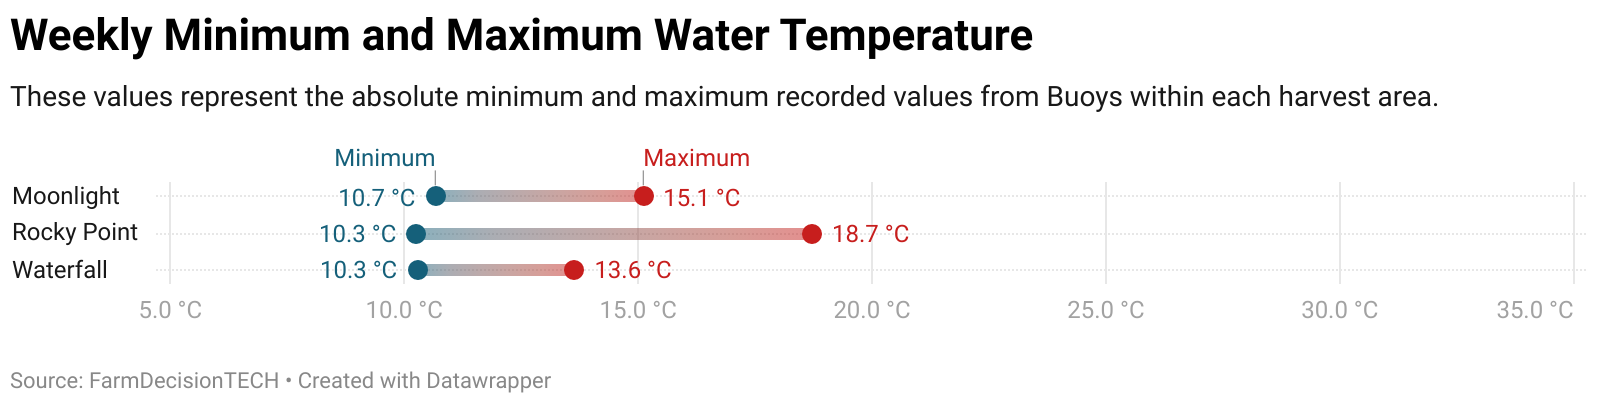 Weekly Minimum and Maximum Water Temperature
These values represent the absolute minimum and maximum recorded values from Buoys within each harvest area.
Minimum Maximum
Moonlight 10.7 °C 15.1 °C
Rocky Point 10.3 °C 18.7 °C
Waterfall 10.3 °C 13.6 °C
5.0 °C 10.0 °C 15.0 °C 20.0 °C 25.0 °C 30.0 °C 35.0 °C
Source: FarmDecisionTECH • Created with Datawrapper